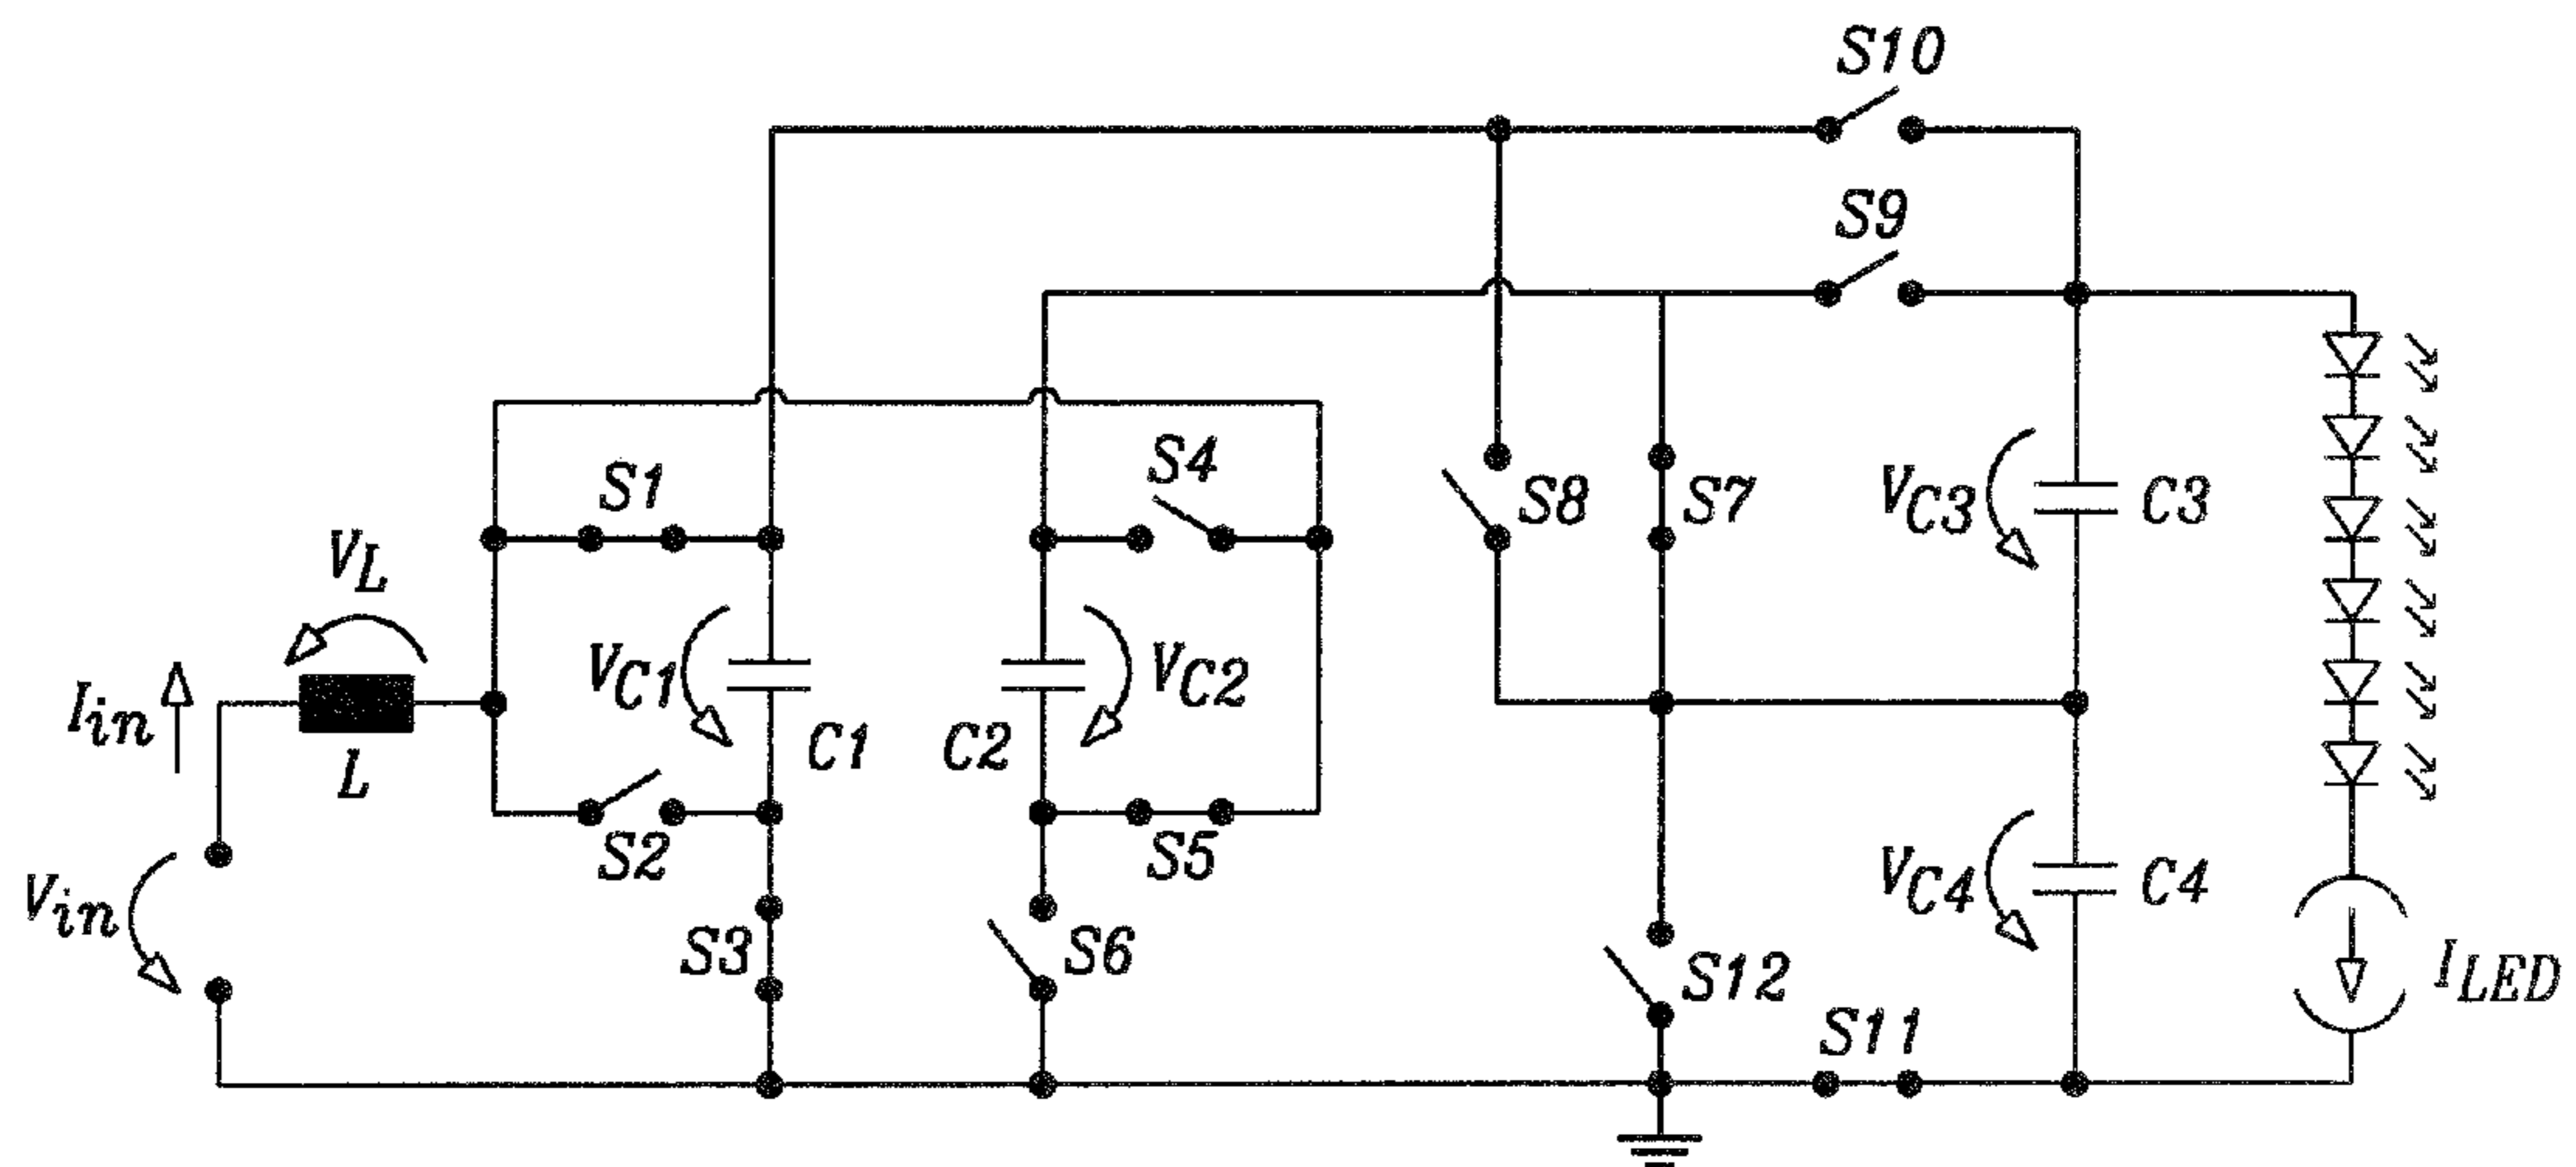 S10
S9
S4
S1
S8
S7
VC3
C3
VL
VC1
VC2
Iin
L
C1
C2
S2
S5
VC4
C4
Vin
S3
S6
S12
ILED
S11